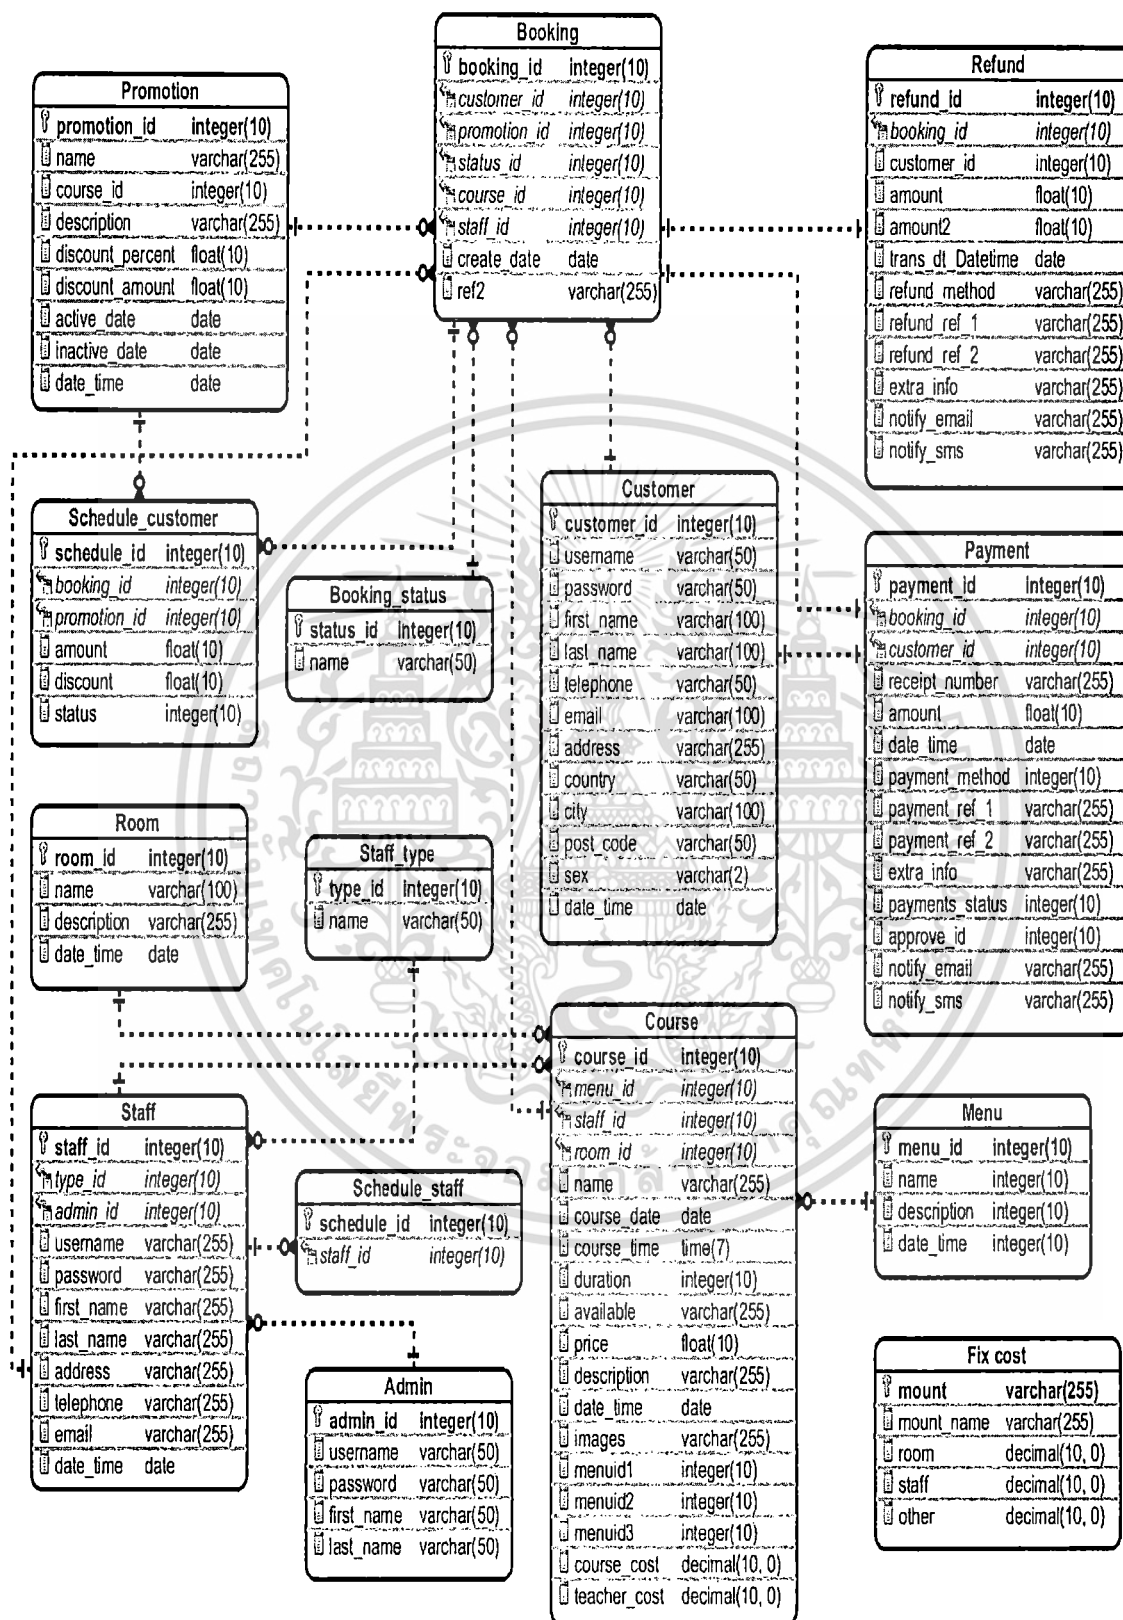 Booking
booking_id integer(10)
customer_id integer(10)
promotion_id integer(10)
status_id integer(10)
course_id integer(10)
staff_id integer(10)
create_date date
ref2 varchar(255)
Promotion
promotion_id integer(10)
name varchar(255)
course_id integer(10)
description varchar(255)
discount_percent float(10)
discount_amount float(10)
active_date date
inactive_date date
date_time date
Refund
refund_id integer(10)
booking_id integer(10)
customer_id integer(10)
amount float(10)
amount2 float(10)
trans_dt_Datetime date
refund_method varchar(255)
refund_ref_1 varchar(255)
refund_ref_2 varchar(255)
extra_info varchar(255)
notify_email varchar(255)
notify_sms varchar(255)
Schedule_customer
schedule_id integer(10)
booking_id integer(10)
promotion_id integer(10)
amount float(10)
discount float(10)
status integer(10)
Booking_status
status_id integer(10)
name varchar(50)
Customer
customer_id integer(10)
username varchar(50)
password varchar(50)
first_name varchar(100)
last_name varchar(100)
telephone varchar(50)
email varchar(100)
address varchar(255)
country varchar(50)
city varchar(100)
post_code varchar(50)
sex varchar(2)
date_time date
Payment
payment_id integer(10)
booking_id integer(10)
customer_id integer(10)
receipt_number varchar(255)
amount float(10)
date_time date
payment_method integer(10)
payment_ref_1 varchar(255)
payment_ref_2 varchar(255)
extra_info varchar(255)
payments_status integer(10)
approve_id integer(10)
notify_email varchar(255)
notify_sms varchar(255)
Room
room_id integer(10)
name varchar(100)
description varchar(255)
date_time date
Staff_type
type_id integer(10)
name varchar(50)
Staff
staff_id integer(10)
type_id integer(10)
admin_id integer(10)
username varchar(255)
password varchar(255)
first_name varchar(255)
last_name varchar(255)
address varchar(255)
telephone varchar(255)
email varchar(255)
date_time date
Schedule_staff
schedule_id integer(10)
staff_id integer(10)
Admin
admin_id integer(10)
username varchar(50)
password varchar(50)
first_name varchar(50)
last_name varchar(50)
Course
course_id integer(10)
menu_id integer(10)
staff_id integer(10)
room_id integer(10)
name varchar(255)
course_date date
course_time time(7)
duration integer(10)
available varchar(255)
price float(10)
description varchar(255)
date_time date
images varchar(255)
menuid1 integer(10)
menuid2 integer(10)
menuid3 integer(10)
course_cost decimal(10, 0)
teacher_cost decimal(10, 0)
Menu
menu_id integer(10)
name integer(10)
description integer(10)
date_time integer(10)
Fix cost
mount varchar(255)
mount_name varchar(255)
room decimal(10, 0)
staff decimal(10, 0)
other decimal(10, 0)